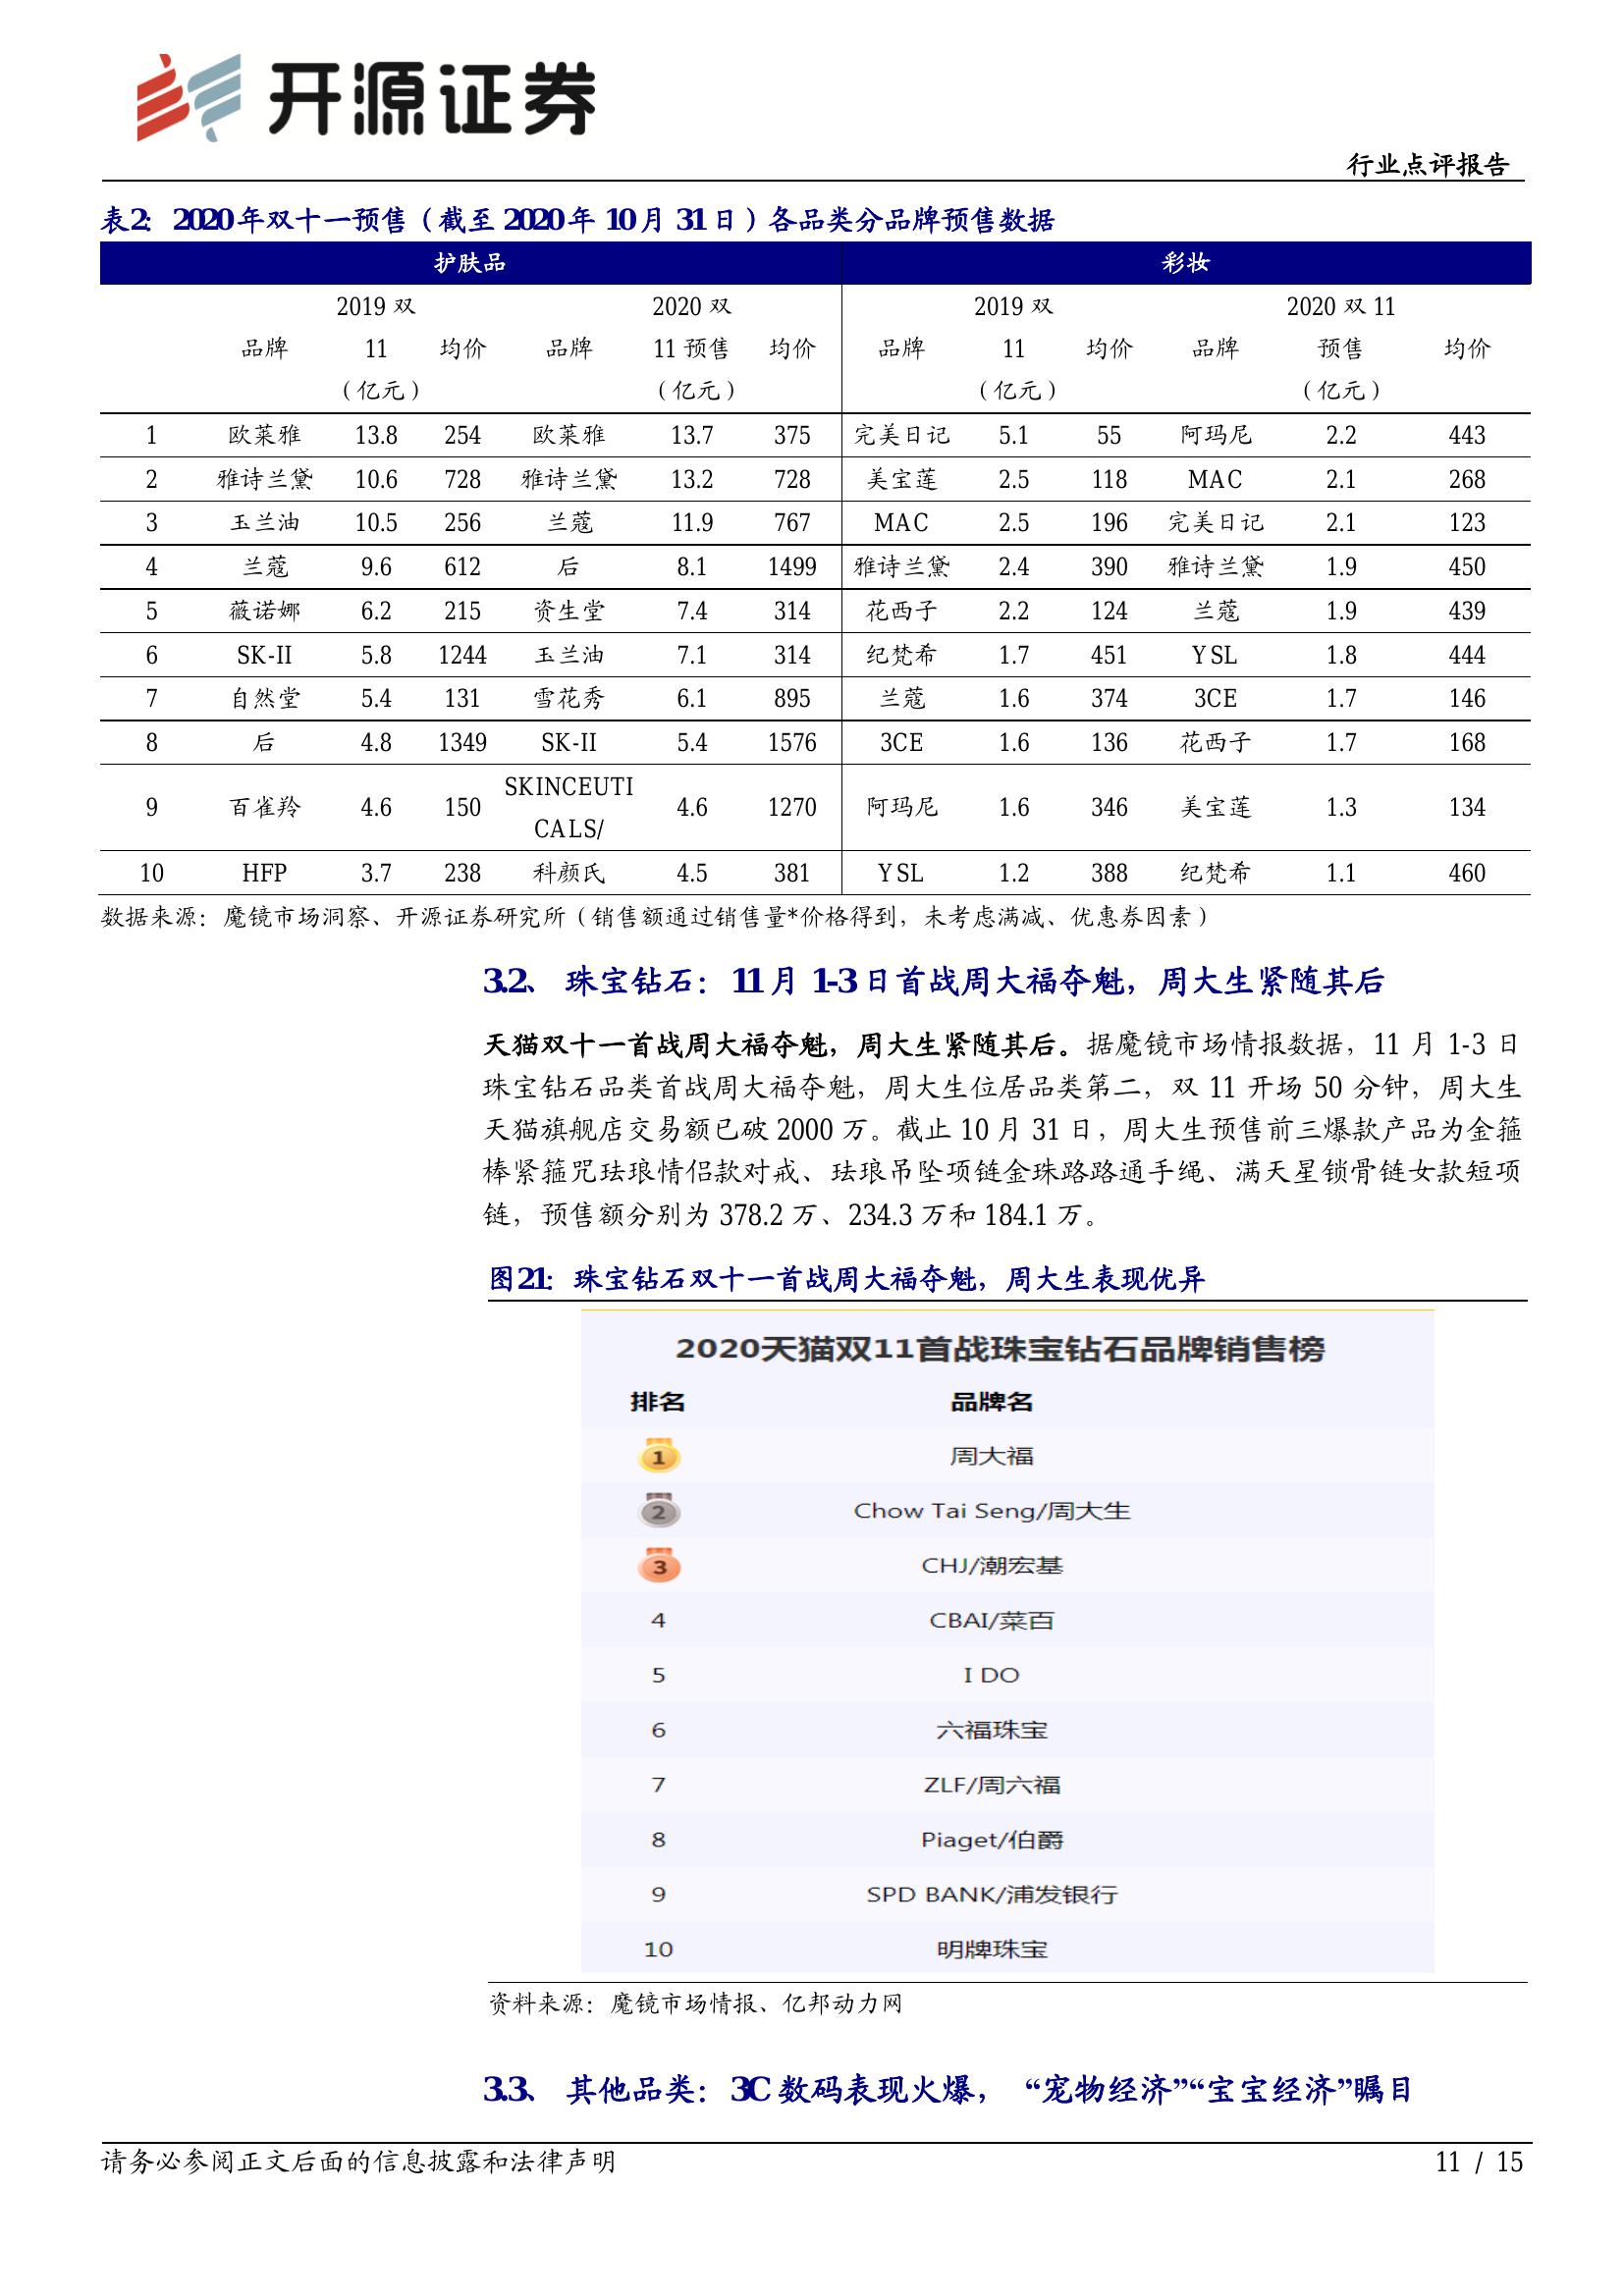 开源证券
行业点评报告
表2: 2020年双十一预售（截至2020年10月31日）各品类分品牌预售数据
护肤品 彩妆
2019双 2020双 2019双 2020双11
品牌 11 均价 品牌 11预售 均价 品牌 11 均价 品牌 预售 均价
（亿元） （亿元） （亿元） （亿元）
1 欧莱雅 13.8 254 欧莱雅 13.7 375 完美日记 5.1 55 阿玛尼 2.2 443
2 雅诗兰黛 10.6 728 雅诗兰黛 13.2 728 美宝莲 2.5 118 MAC 2.1 268
3 玉兰油 10.5 256 兰蔻 11.9 767 MAC 2.5 196 完美日记 2.1 123
4 兰蔻 9.6 612 后 8.1 1499 雅诗兰黛 2.4 390 雅诗兰黛 1.9 450
5 薇诺娜 6.2 215 资生堂 7.4 314 花西子 2.2 124 兰蔻 1.9 439
6 SK-II 5.8 1244 玉兰油 7.1 314 纪梵希 1.7 451 YSL 1.8 444
7 自然堂 5.4 131 雪花秀 6.1 895 兰蔻 1.6 374 3CE 1.7 146
8 后 4.8 1349 SK-II 5.4 1576 3CE 1.6 136 花西子 1.7 168
SKINCEUTI
9 百雀羚 4.6 150 4.6 1270 阿玛尼 1.6 346 美宝莲 1.3 134
CALS/
10 HFP 3.7 238 科颜氏 4.5 381 YSL 1.2 388 纪梵希 1.1 460
数据来源：魔镜市场洞察、开源证券研究所（销售额通过销售量*价格得到，未考虑满减、优惠券因素）
3.2、 珠宝钻石：11月1-3日首战周大福夺魁，周大生紧随其后
天猫双十一首战周大福夺魁，周大生紧随其后。据魔镜市场情报数据，11 月 1-3 日
珠宝钻石品类首战周大福夺魁，周大生位居品类第二，双 11 开场 50 分钟，周大生
天猫旗舰店交易额已破 2000 万。截止 10 月 31 日，周大生预售前三爆款产品为金箍
棒紧箍咒珐琅情侣款对戒、珐琅吊坠项链金珠路路通手绳、满天星锁骨链女款短项
链，预售额分别为 378.2 万、234.3 万和 184.1 万。
图21: 珠宝钻石双十一首战周大福夺魁，周大生表现优异
2020天猫双11首战珠宝钻石品牌销售榜
排名 品牌名
1 周大福
2 Chow Tai Seng/周大生
3 CHJ/潮宏基
4 CBAI/菜百
5 I DO
6 六福珠宝
7 ZLF/周六福
8 Piaget/伯爵
9 SPD BANK/浦发银行
10 明牌珠宝
资料来源：魔镜市场情报、亿邦动力网
3.3、 其他品类：3C数码表现火爆， “宠物经济”“宝宝经济”瞩目
请务必参阅正文后面的信息披露和法律声明 11 / 15